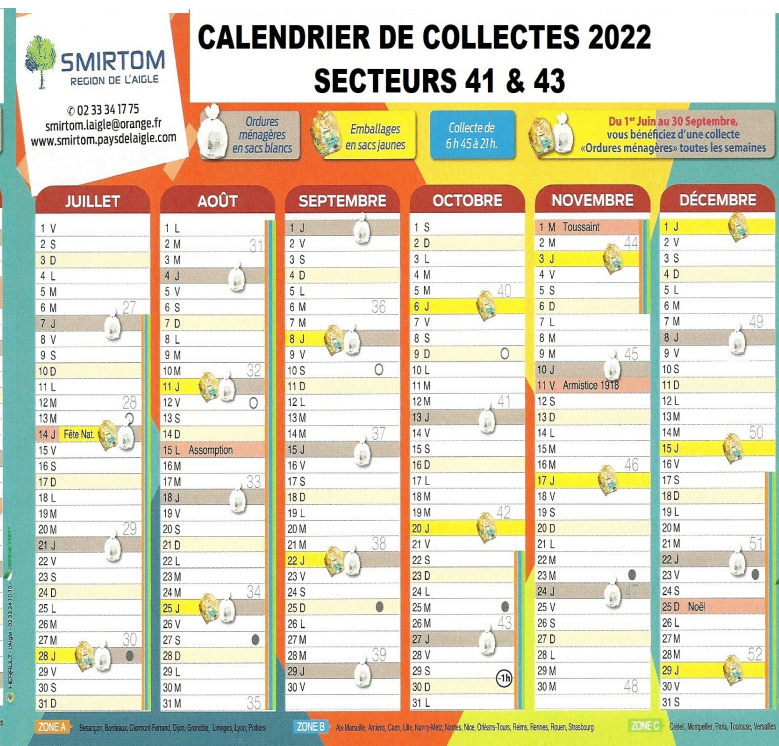 SMIRTOM
REGION DE L'AIGLE
✆ 02 33 34 17 75
smirtom.laigle@orange.fr
www.smirtom.paysdelaigle.com
CALENDRIER DE COLLECTES 2022
SECTEURS 41 & 43
Ordures
ménagères
en sacs blancs
Emballages
en sacs jaunes
Collecte de
6 h 45 à 21 h.
Du 1er Juin au 30 Septembre,
vous bénéficiez d'une collecte
«Ordures ménagères» toutes les semaines
JUILLET
1 V
2 S
3 D
4 L
5 M
6 M 27
7 J
8 V
9 S
10 D
11 L
12 M 28
13 M
14 J Fête Nat.
15 V
16 S
17 D
18 L
19 M
20 M 29
21 J
22 V
23 S
24 D
25 L
26 M
27 M 30
28 J
29 V
30 S
31 D
AOÛT
1 L
2 M 31
3 M
4 J
5 V
6 S
7 D
8 L
9 M
10 M 32
11 J
12 V
13 S
14 D
15 L Assomption
16 M
17 M 33
18 J
19 V
20 S
21 D
22 L
23 M
24 M 34
25 J
26 V
27 S
28 D
29 L
30 M
31 M 35
SEPTEMBRE
1 J
2 V
3 S
4 D
5 L
6 M 36
7 M
8 J
9 V
10 S
11 D
12 L
13 M
14 M 37
15 J
16 V
17 S
18 D
19 L
20 M
21 M 38
22 J
23 V
24 S
25 D
26 L
27 M
28 M 39
29 J
30 V
OCTOBRE
1 S
2 D
3 L
4 M
5 M 40
6 J
7 V
8 S
9 D
10 L
11 M
12 M 41
13 J
14 V
15 S
16 D
17 L
18 M
19 M 42
20 J
21 V
22 S
23 D
24 L
25 M
26 M 43
27 J
28 V
29 S
30 D -1h
31 L
NOVEMBRE
1 M Toussaint
2 M 44
3 J
4 V
5 S
6 D
7 L
8 M
9 M 45
10 J
11 V Armistice 1918
12 S
13 D
14 L
15 M
16 M 46
17 J
18 V
19 S
20 D
21 L
22 M
23 M
24 J 47
25 V
26 S
27 D
28 L
29 M
30 M 48
DÉCEMBRE
1 J
2 V
3 S
4 D
5 L
6 M
7 M 49
8 J
9 V
10 S
11 D
12 L
13 M
14 M 50
15 J
16 V
17 S
18 D
19 L
20 M
21 M 51
22 J
23 V
24 S
25 D Noël
26 L
27 M
28 M 52
29 J
30 V
31 S
ZONE A Besançon, Bordeaux, Clermont-Ferrand, Dijon, Grenoble, Limoges, Lyon, Poitiers
ZONE B Aix-Marseille, Amiens, Caen, Lille, Nancy-Metz, Nantes, Nice, Orléans-Tours, Reims, Rennes, Rouen, Strasbourg
ZONE C Créteil, Montpellier, Paris, Toulouse, Versailles